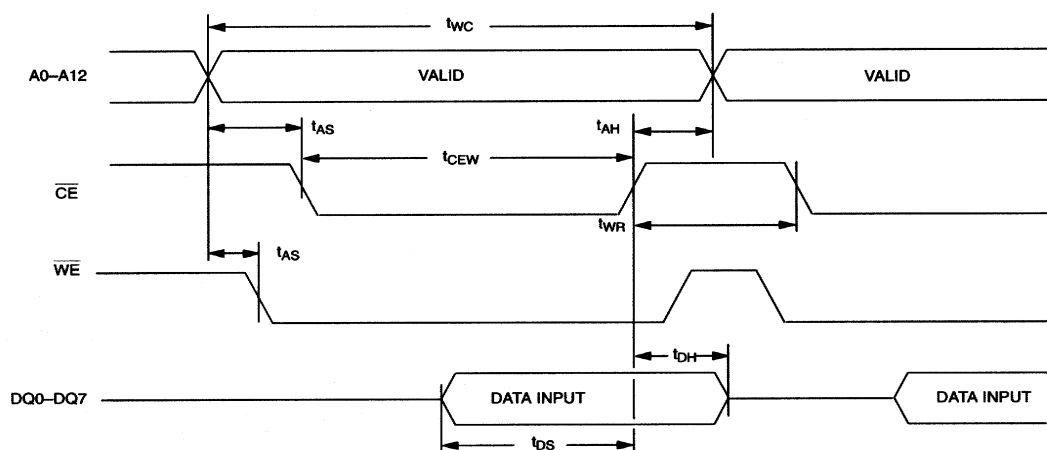 tWC
A0–A12 VALID VALID
tAS tAH
tCEW
CE
tWR
tAS
WE
tDH
DQ0–DQ7 DATA INPUT DATA INPUT
tDS